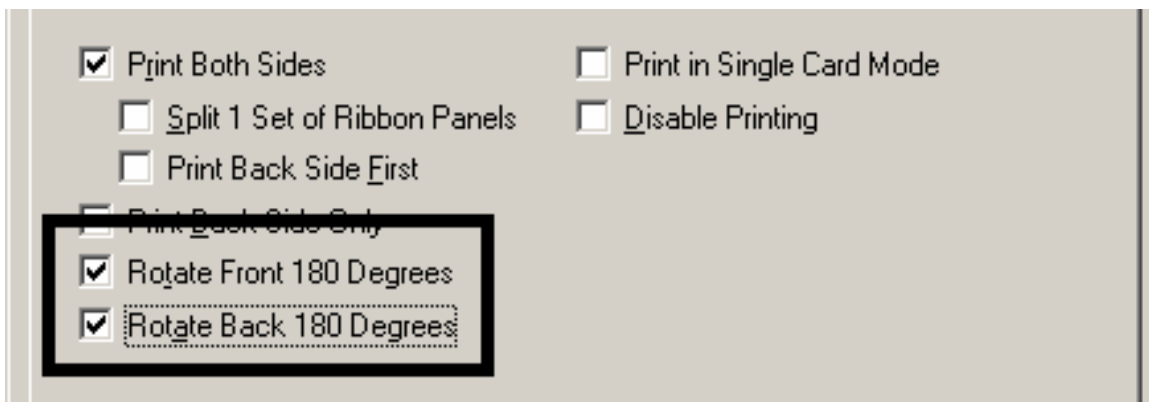 Print Both Sides
Split 1 Set of Ribbon Panels
Print Back Side First
Print Back Side Only
Rotate Front 180 Degrees
Rotate Back 180 Degrees
Print in Single Card Mode
Disable Printing